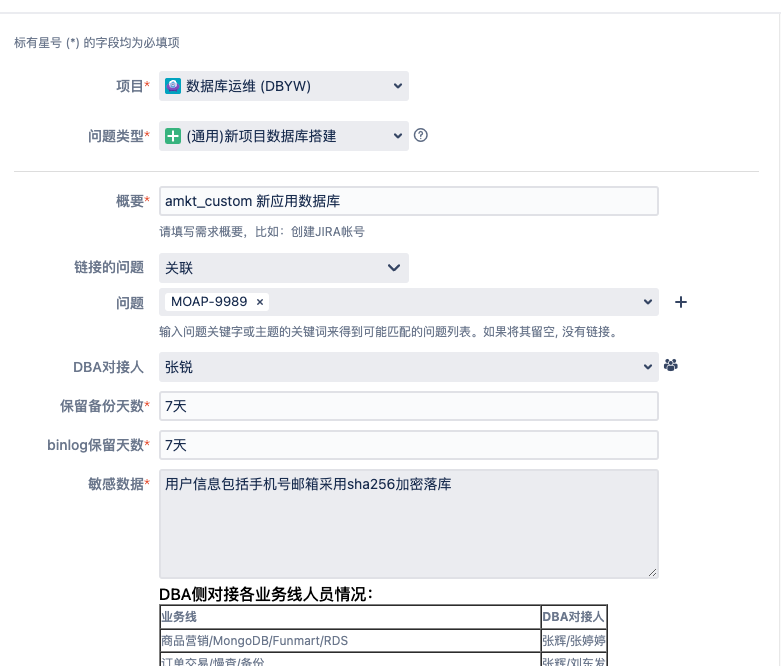 标有星号 (*) 的字段均为必填项
项目* 数据库运维 (DBYW)
问题类型* (通用)新项目数据库搭建
概要* amkt_custom 新应用数据库
请填写需求概要，比如：创建JIRA帐号
链接的问题 关联
问题 MOAP-9989 ×
输入问题关键字或主题的关键词来得到可能匹配的问题列表。如果将其留空, 没有链接。
DBA对接人 张锐
保留备份天数* 7天
binlog保留天数* 7天
敏感数据* 用户信息包括手机号邮箱采用sha256加密落库
DBA侧对接各业务线人员情况：
业务线 DBA对接人
商品营销/MongoDB/Funmart/RDS 张辉/张婷婷
订单交易/慢查/备份 张辉/刘东发